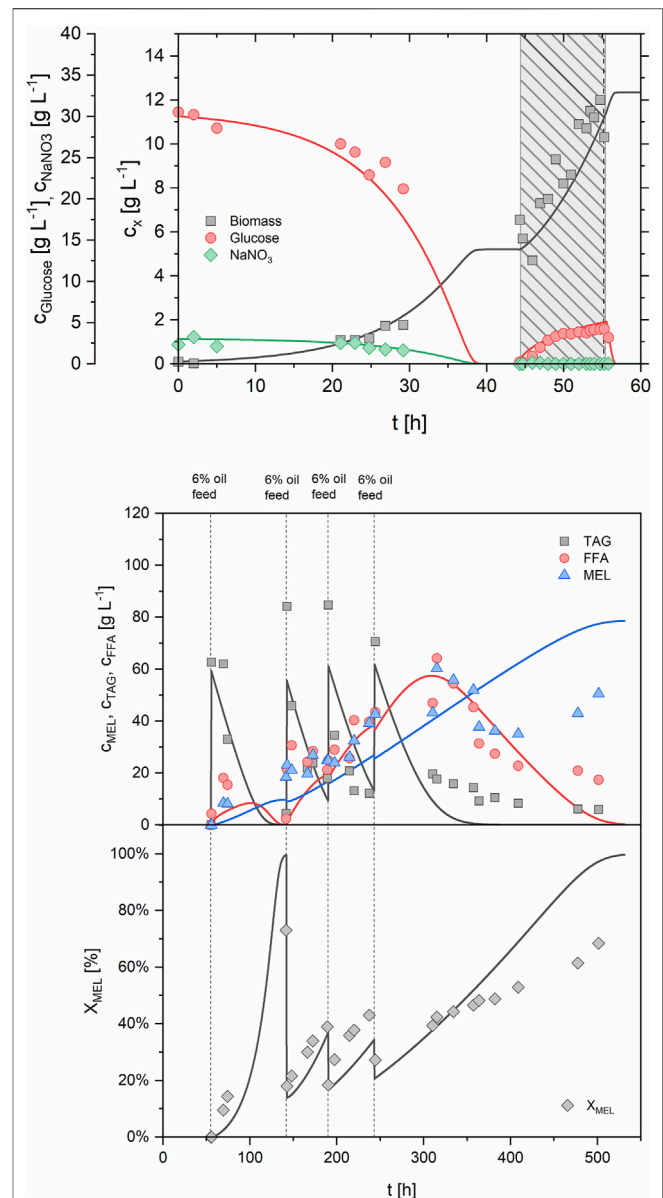 c_Glucose [g L⁻¹], c_NaNO3 [g L⁻¹]
40
35
30
25
20
15
10
5
0
c_X [g L⁻¹]
14
12
10
8
6
4
2
0
Biomass
Glucose
NaNO₃
0 10 20 30 40 50 60
t [h]
6% oil feed
6% oil feed
6% oil feed
6% oil feed
c_MEL, c_TAG, c_FFA [g L⁻¹]
120
100
80
60
40
20
0
TAG
FFA
MEL
X_MEL [%]
100%
80%
60%
40%
20%
0%
X_MEL
0 100 200 300 400 500
t [h]